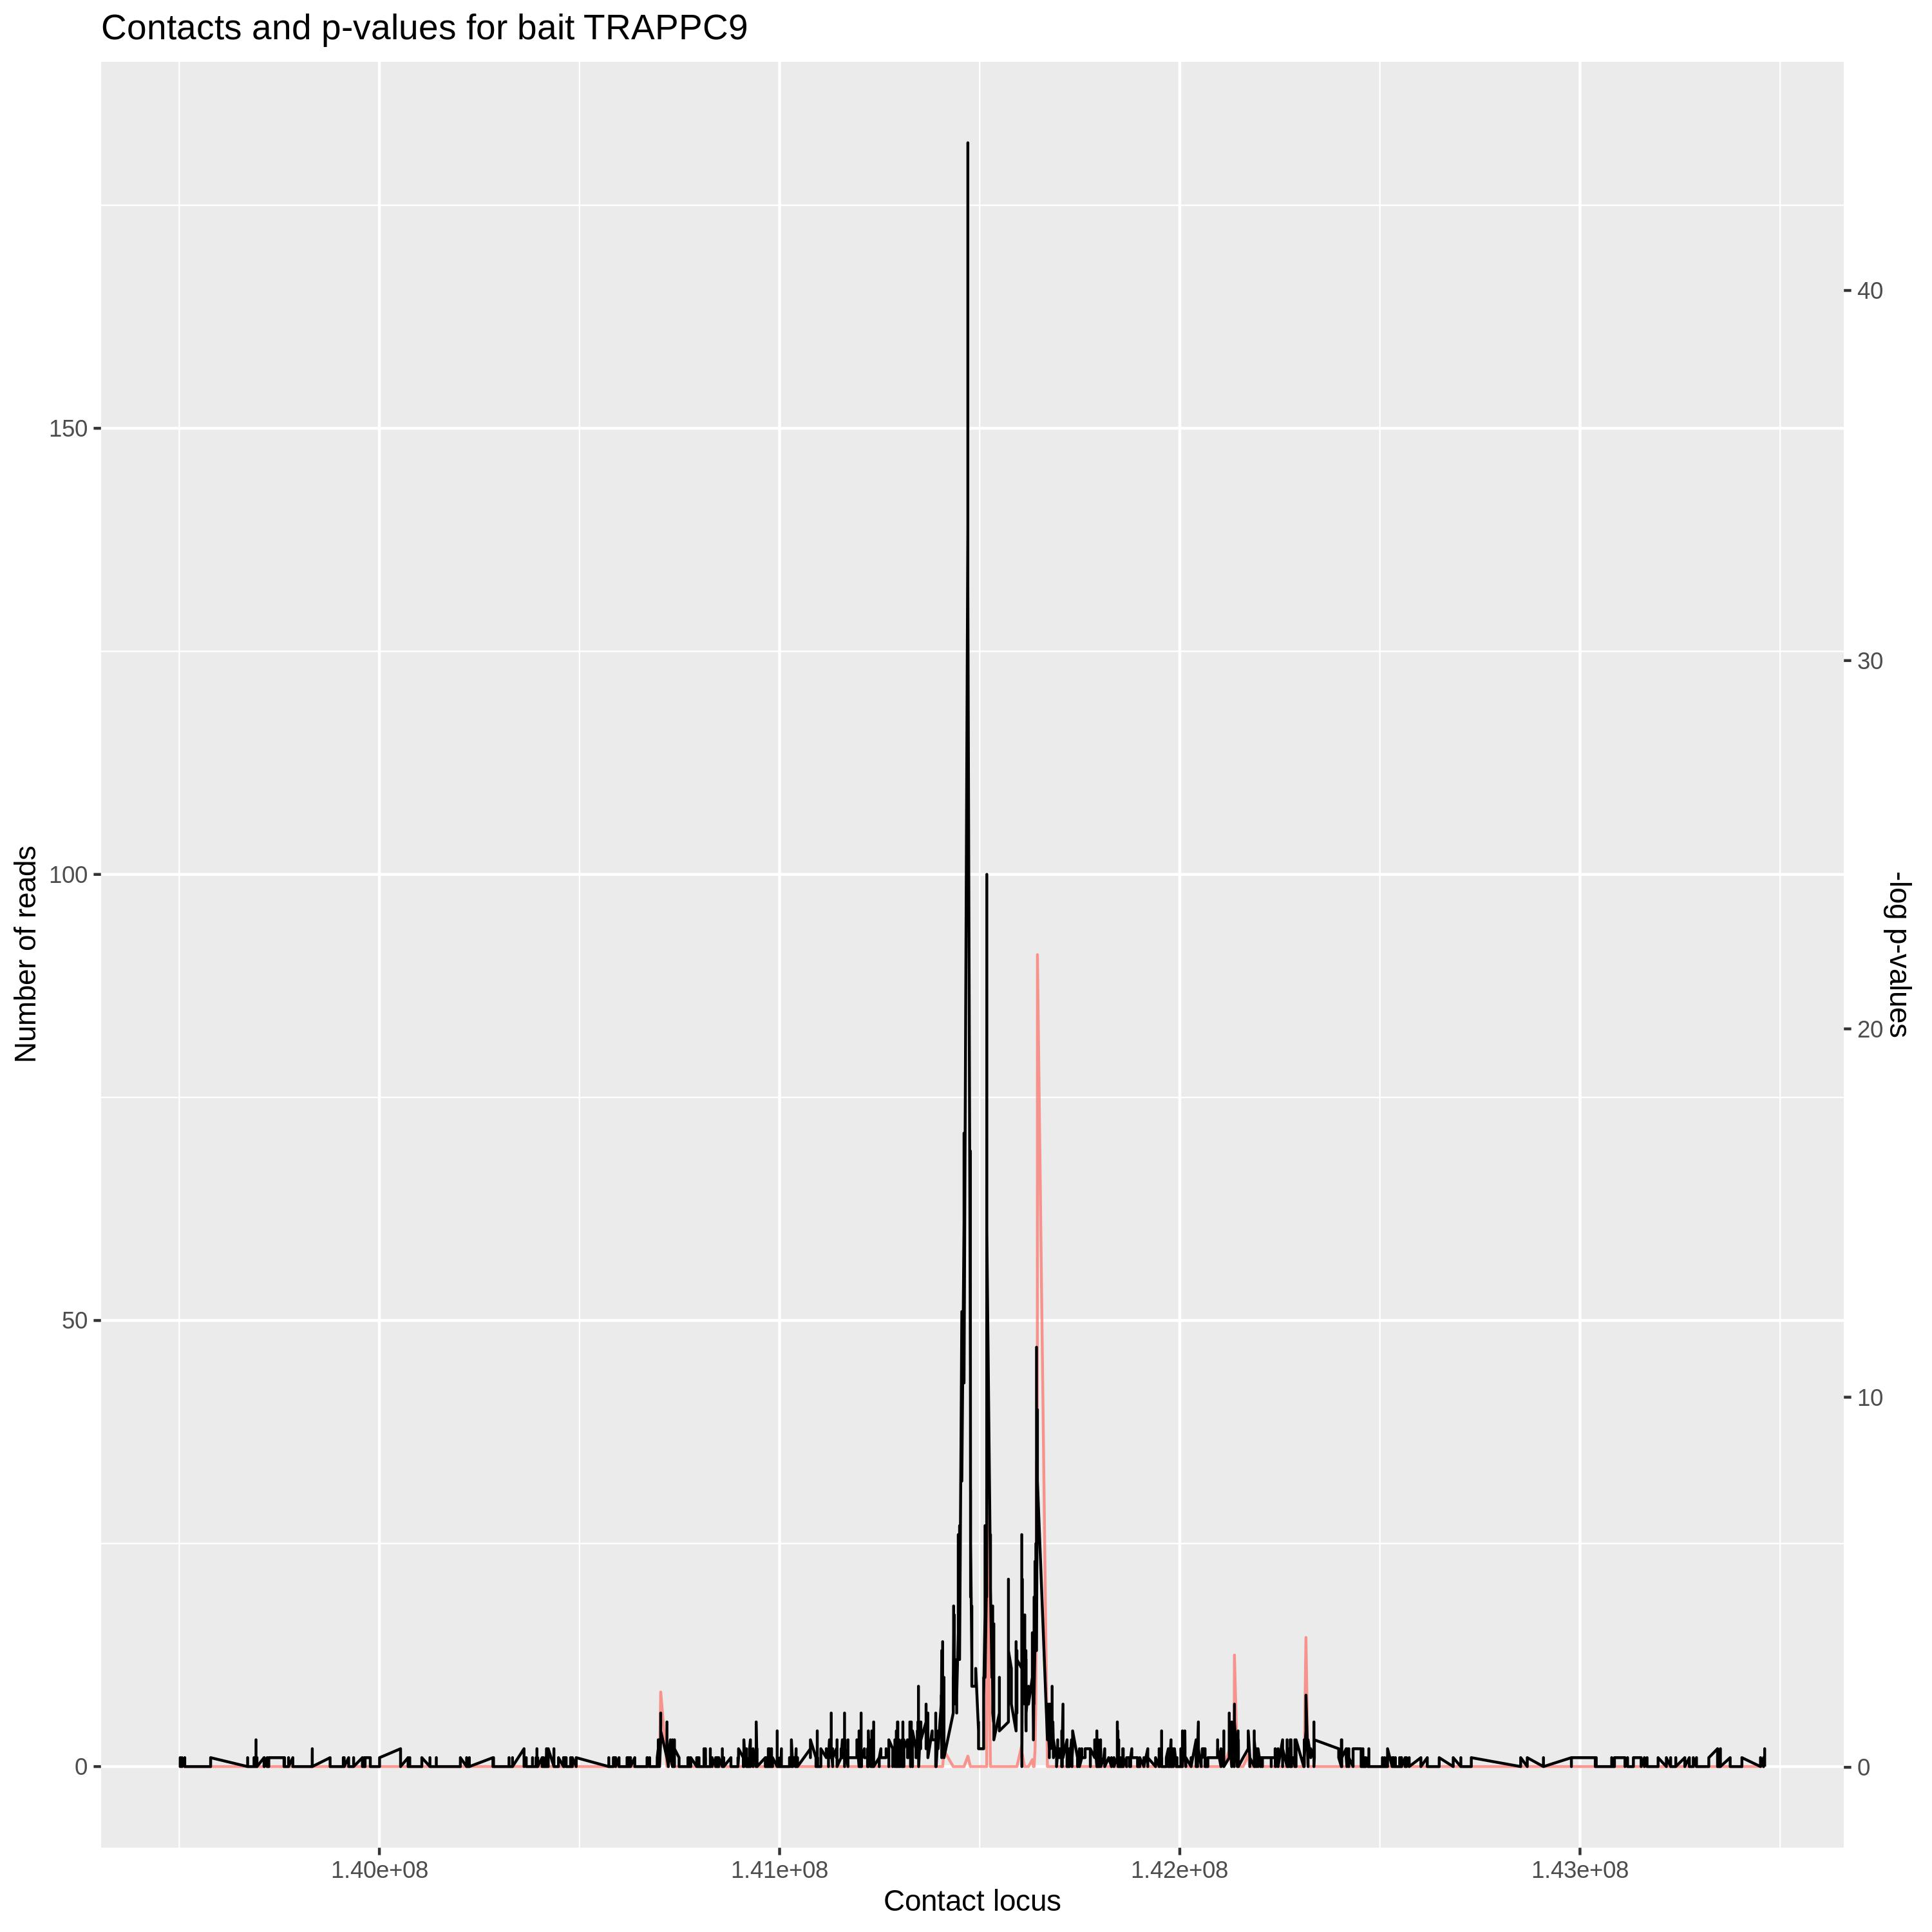 Contacts and p-values for bait TRAPPC9
Number of reads
150
100
50
0
40
30
20
10
0
-log p-values
1.40e+08 1.41e+08 1.42e+08 1.43e+08
Contact locus